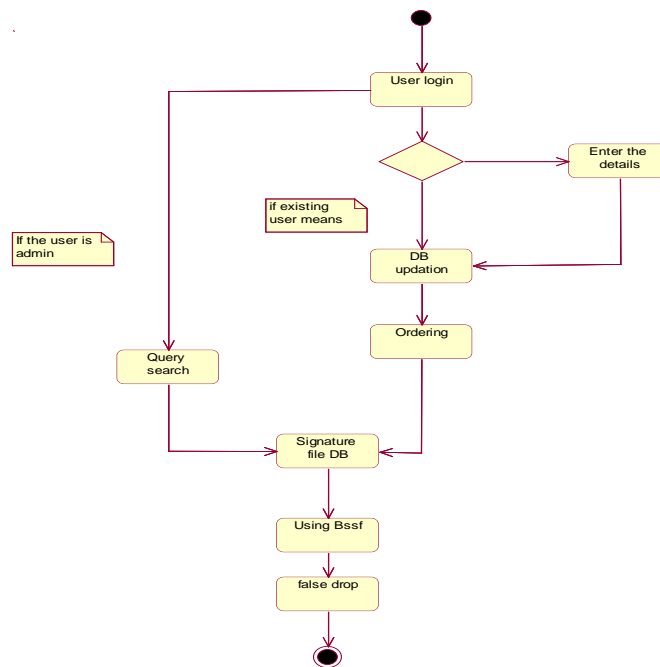 User login
Enter the
details
if existing
user means
If the user is
admin
DB
updation
Ordering
Query
search
Signature
file DB
Using Bssf
false drop